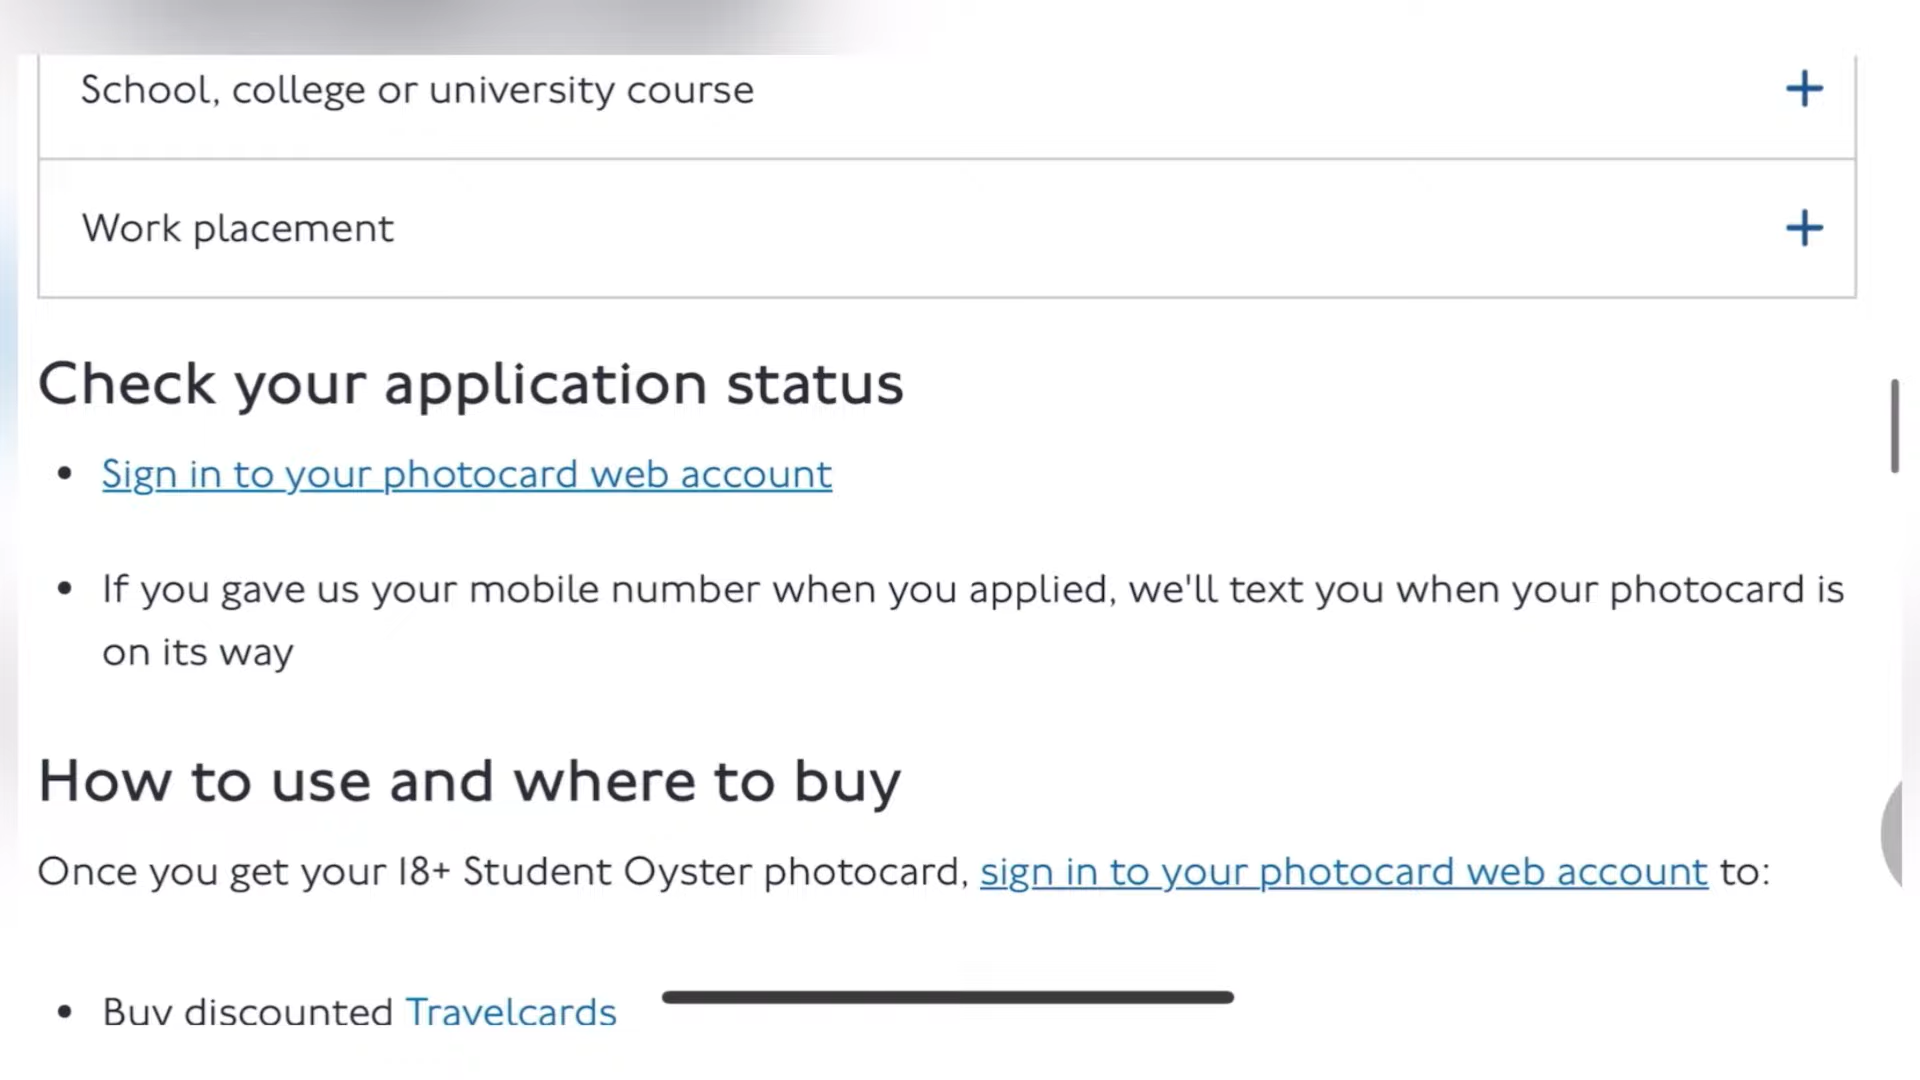 School, college or university course
Work placement
Check your application status
Sign in to your photocard web account
If you gave us your mobile number when you applied, we'll text you when your photocard is
on its way
How to use and where to buy
Once you get your 18+ Student Oyster photocard, sign in to your photocard web account to:
Buy discounted Travelcards